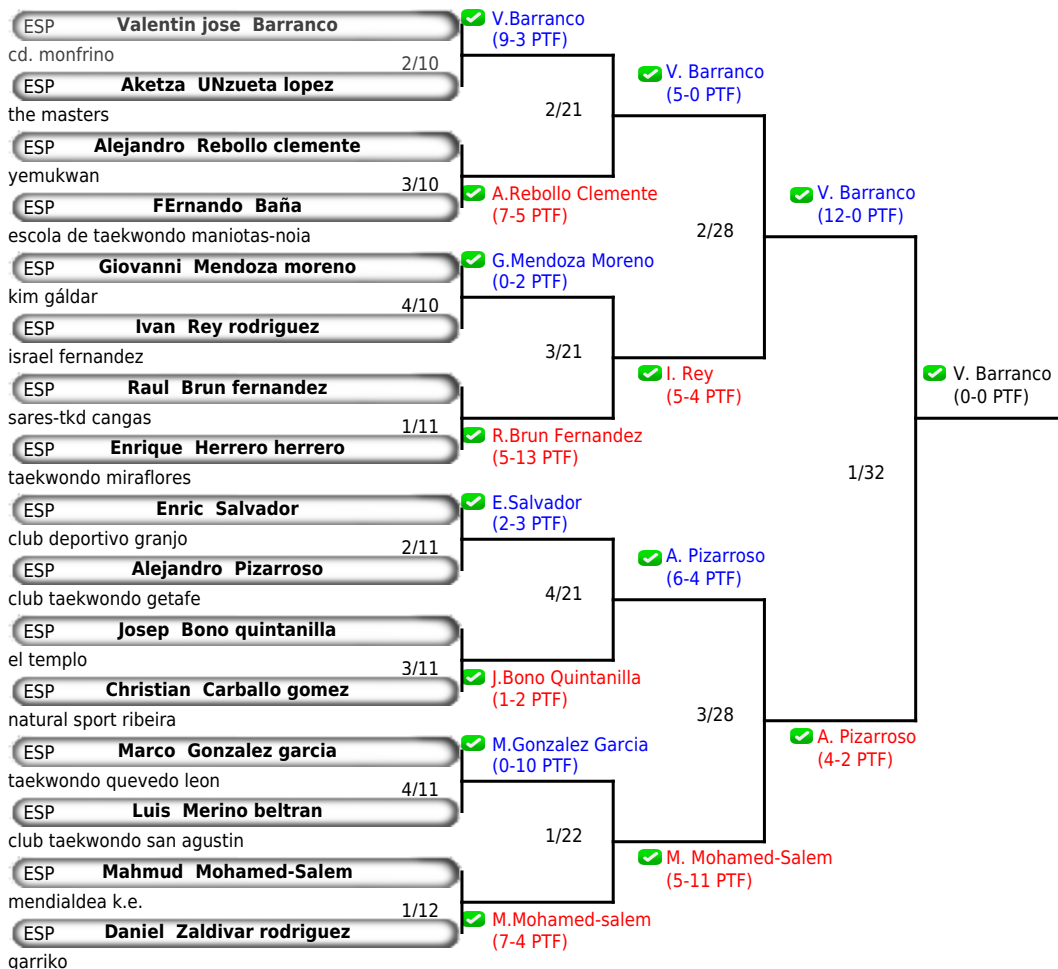 ESP Valentin jose Barranco
cd. monfrino
2/10
ESP Aketza UNzueta lopez
the masters
ESP Alejandro Rebollo clemente
yemukwan
3/10
ESP FErnando Baña
escola de taekwondo maniotas-noia
ESP Giovanni Mendoza moreno
kim gáldar
4/10
ESP Ivan Rey rodriguez
israel fernandez
ESP Raul Brun fernandez
sares-tkd cangas
1/11
ESP Enrique Herrero herrero
taekwondo miraflores
ESP Enric Salvador
club deportivo granjo
2/11
ESP Alejandro Pizarroso
club taekwondo getafe
ESP Josep Bono quintanilla
el templo
3/11
ESP Christian Carballo gomez
natural sport ribeira
ESP Marco Gonzalez garcia
taekwondo quevedo leon
4/11
ESP Luis Merino beltran
club taekwondo san agustin
ESP Mahmud Mohamed-Salem
mendialdea k.e.
1/12
ESP Daniel Zaldivar rodriguez
garriko
V.Barranco
(9-3 PTF)
2/21
A.Rebollo Clemente
(7-5 PTF)
G.Mendoza Moreno
(0-2 PTF)
3/21
R.Brun Fernandez
(5-13 PTF)
E.Salvador
(2-3 PTF)
4/21
J.Bono Quintanilla
(1-2 PTF)
M.Gonzalez Garcia
(0-10 PTF)
1/22
M.Mohamed-salem
(7-4 PTF)
V. Barranco
(5-0 PTF)
2/28
I. Rey
(5-4 PTF)
A. Pizarroso
(6-4 PTF)
3/28
M. Mohamed-Salem
(5-11 PTF)
V. Barranco
(12-0 PTF)
1/32
A. Pizarroso
(4-2 PTF)
V. Barranco
(0-0 PTF)